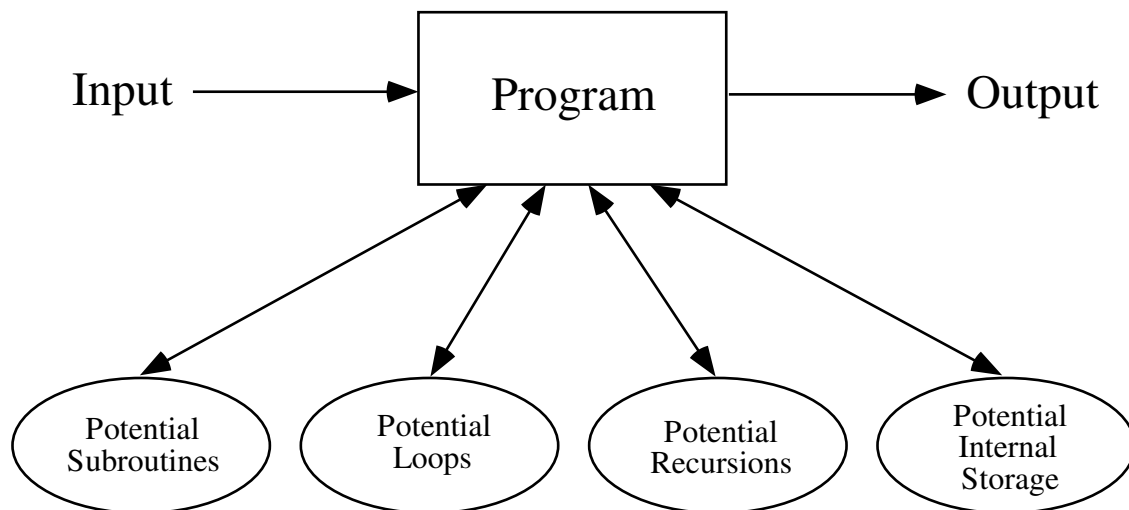 Input
Program
Output
Potential
Subroutines
Potential
Loops
Potential
Recursions
Potential
Internal
Storage